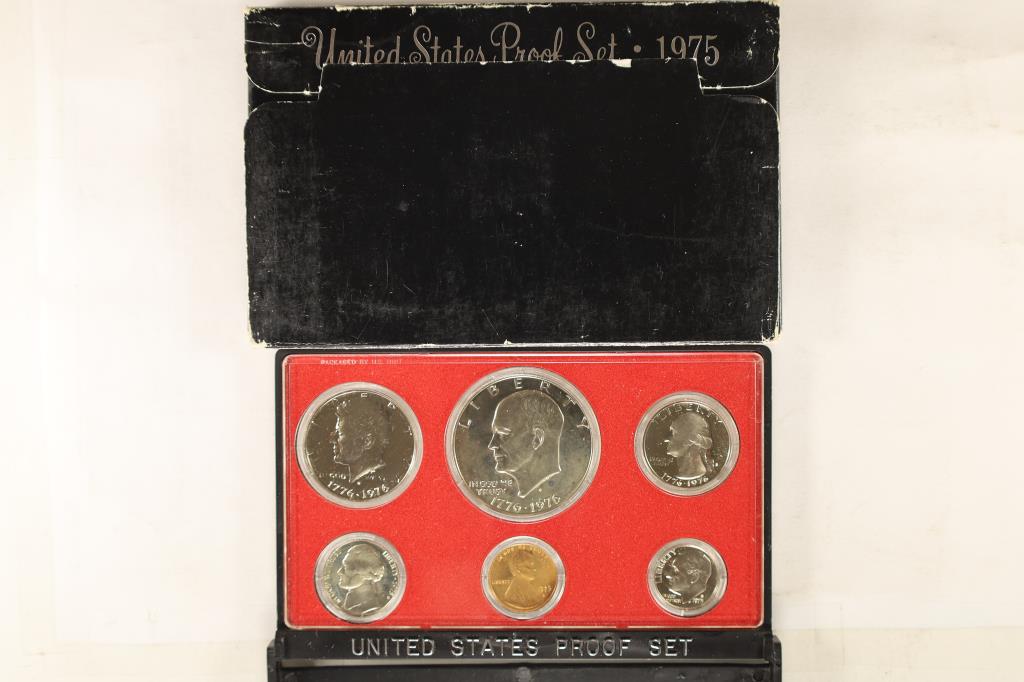 United States Proof Set • 1975
PACKAGED BY U.S. MINT
LIBERTY
IN GOD WE
1776·1976
LIBERTY
IN GOD WE
TRUST
1776·1976
LIBERTY
1776-1976
LIBERTY
LIBERTY
LIBERTY
UNITED STATES PROOF SET